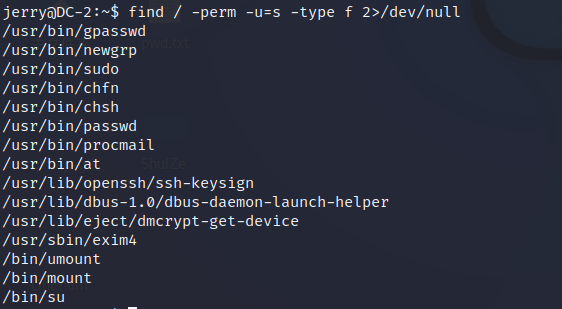 jerry@DC-2:~$ find / -perm -u=s -type f 2>/dev/null
/usr/bin/gpasswd
/usr/bin/newgrp
pwd.txt
/usr/bin/sudo
/usr/bin/chfn
/usr/bin/chsh
/usr/bin/passwd
/usr/bin/procmail
/usr/bin/at
/usr/lib/openssh/ssh-keysign
/usr/lib/dbus-1.0/dbus-daemon-launch-helper
/usr/lib/eject/dmcrypt-get-device
/usr/sbin/exim4
/bin/umount
/bin/mount
/bin/su